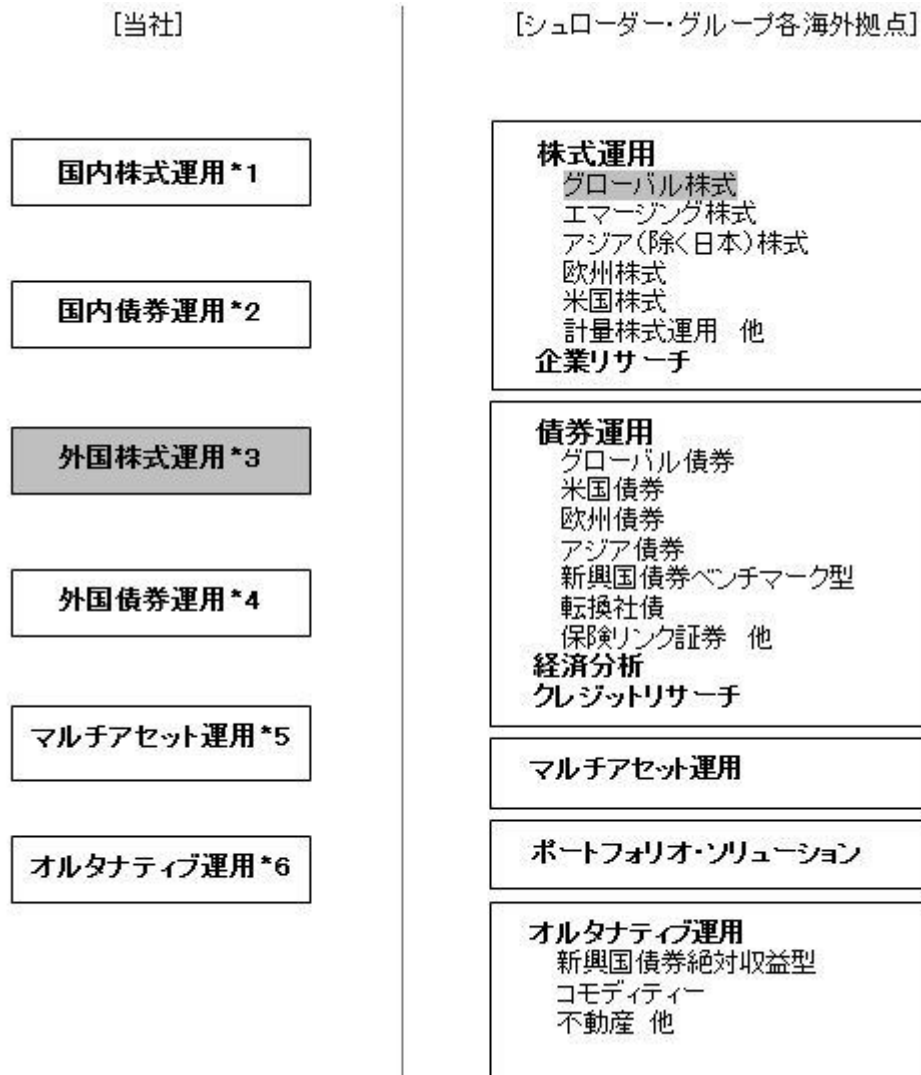 [当社]
国内株式運用*1
国内債券運用*2
外国株式運用*3
外国債券運用*4
マルチアセット運用*5
オルタナティブ運用*6
[シュローダー・グループ各海外拠点]
株式運用
グローバル株式
エマージング株式
アジア(除く日本)株式
欧州株式
米国株式
計量株式運用 他
企業リサーチ
債券運用
グローバル債券
米国債券
欧州債券
アジア債券
新興国債券ベンチマーク型
転換社債
保険リンク証券 他
経済分析
クレジットリサーチ
マルチアセット運用
ポートフォリオ・ソリューション
オルタナティブ運用
新興国債券絶対収益型
コモディティー
不動産 他